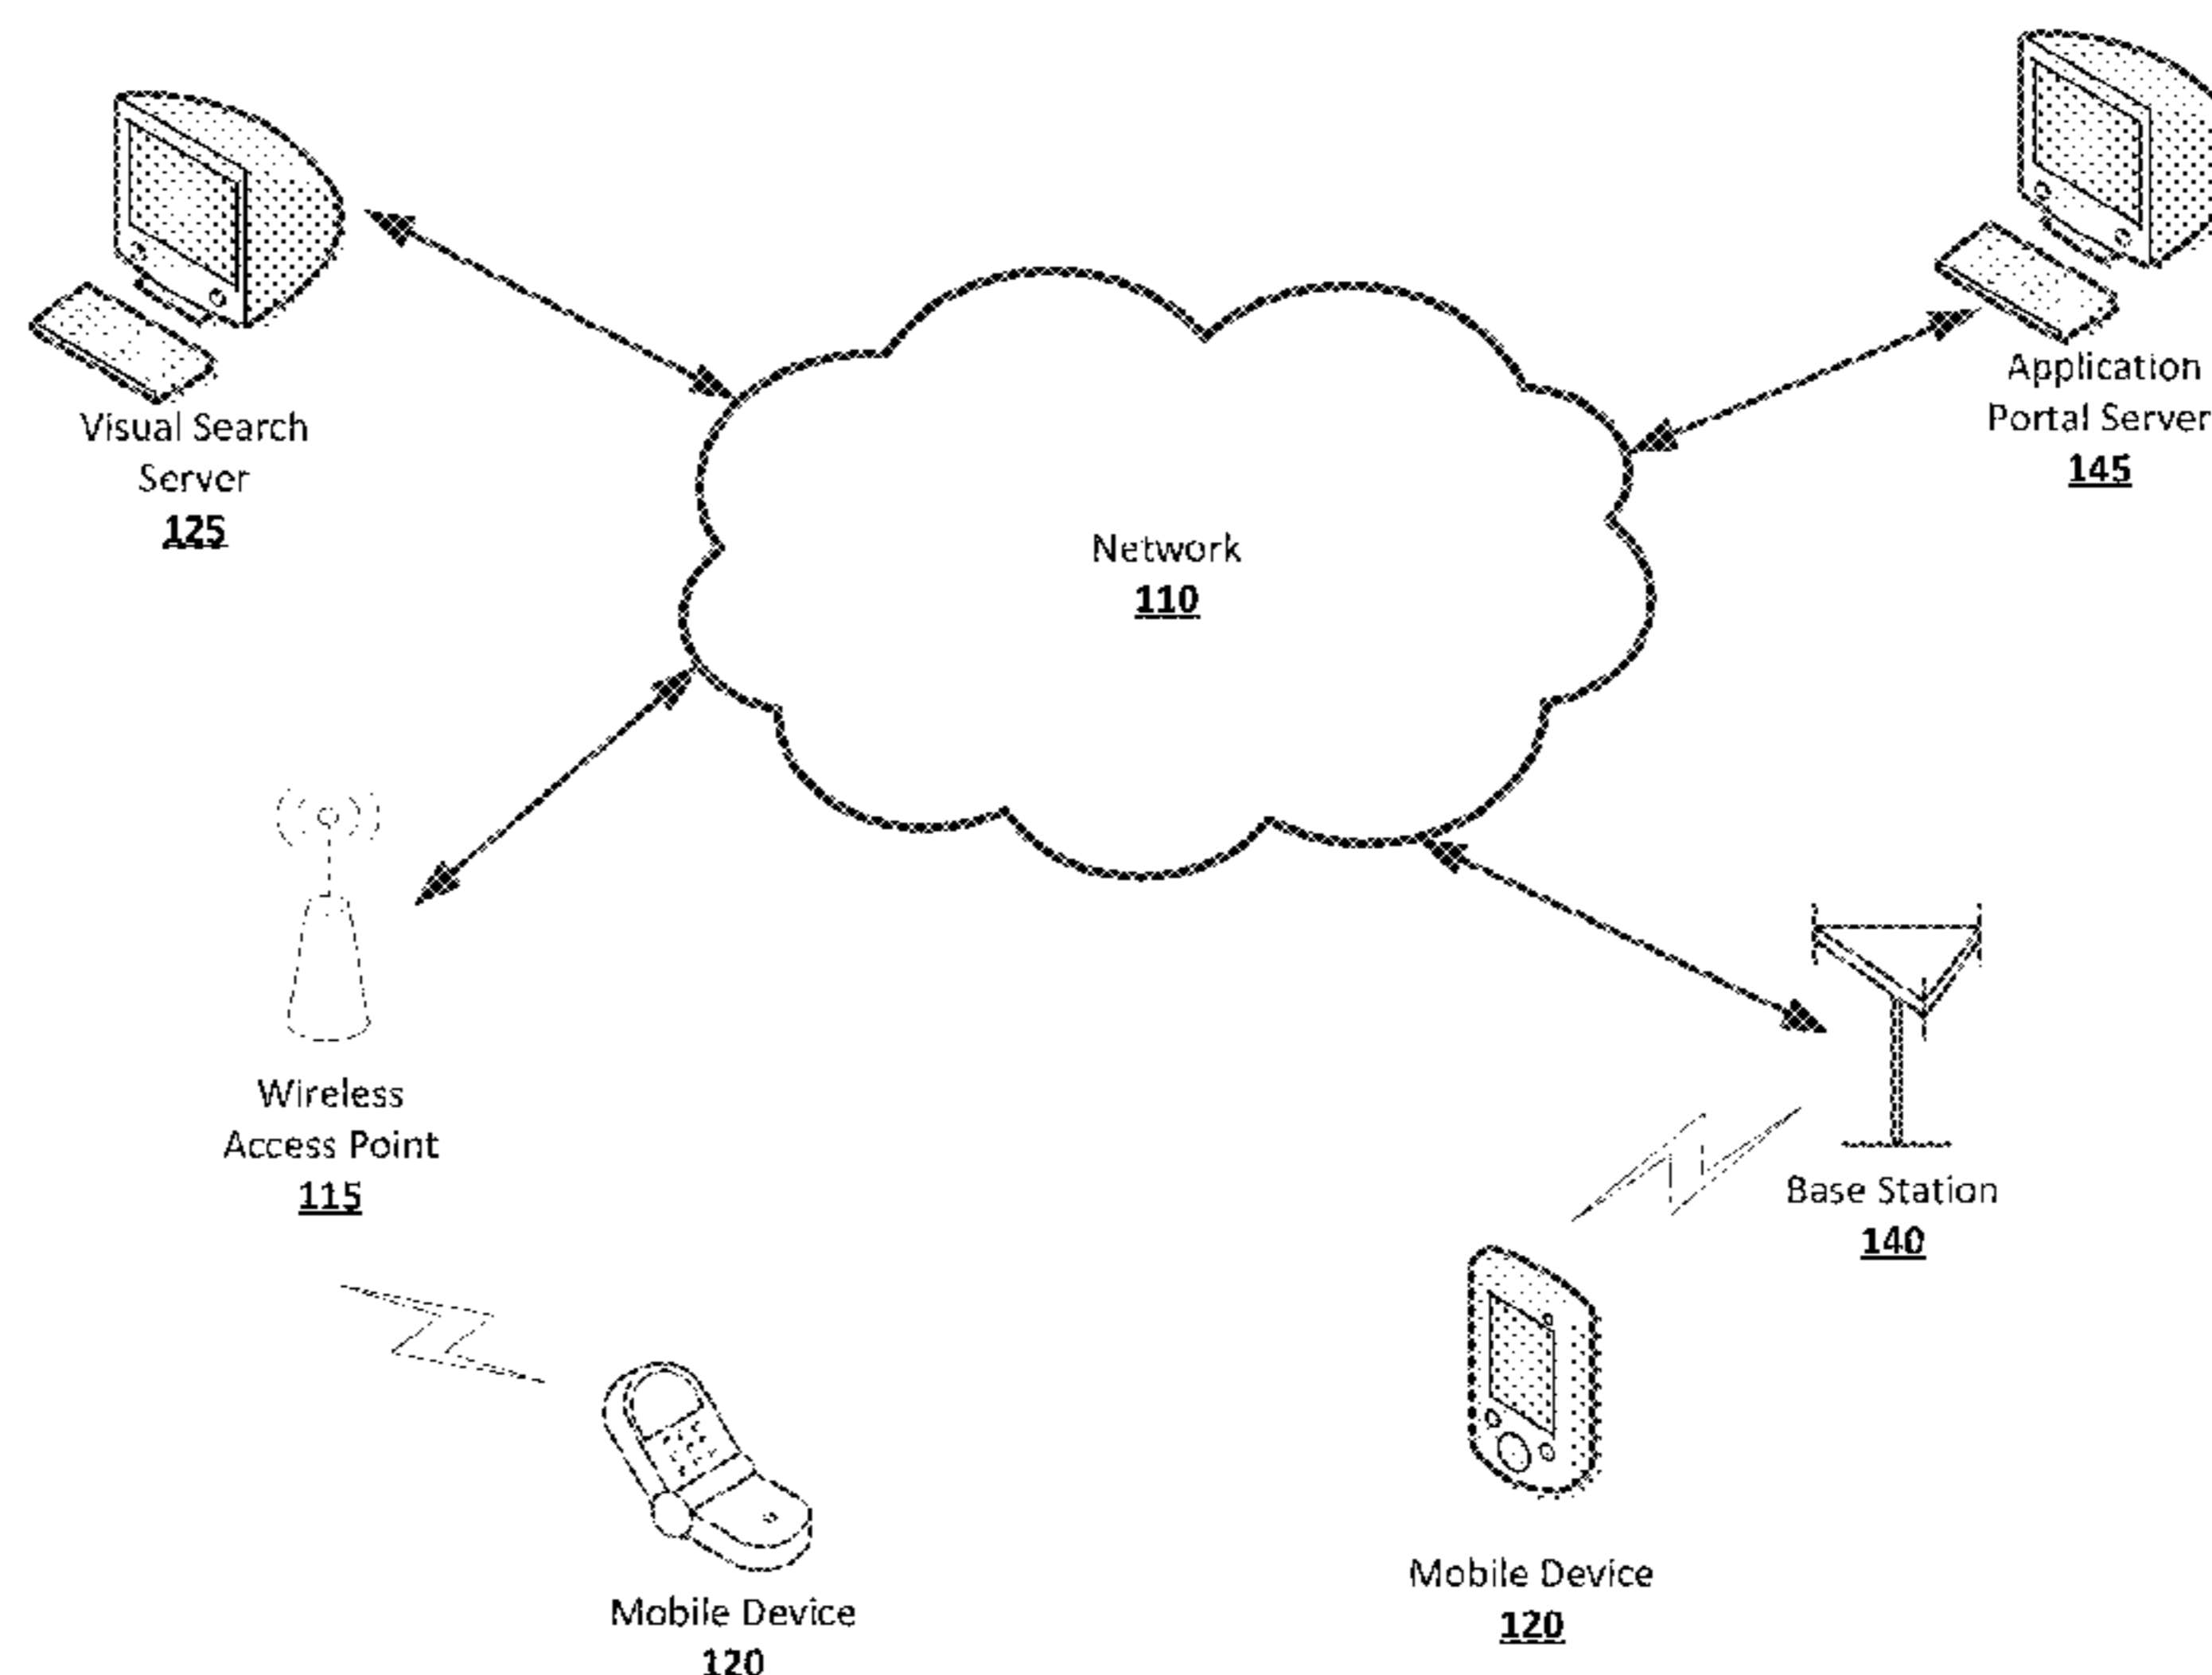 Application
Portal Server
145
Visual Search
Server
125
Network
110
Wireless
Access Point
115
Base Station
140
Mobile Device
120
Mobile Device
120